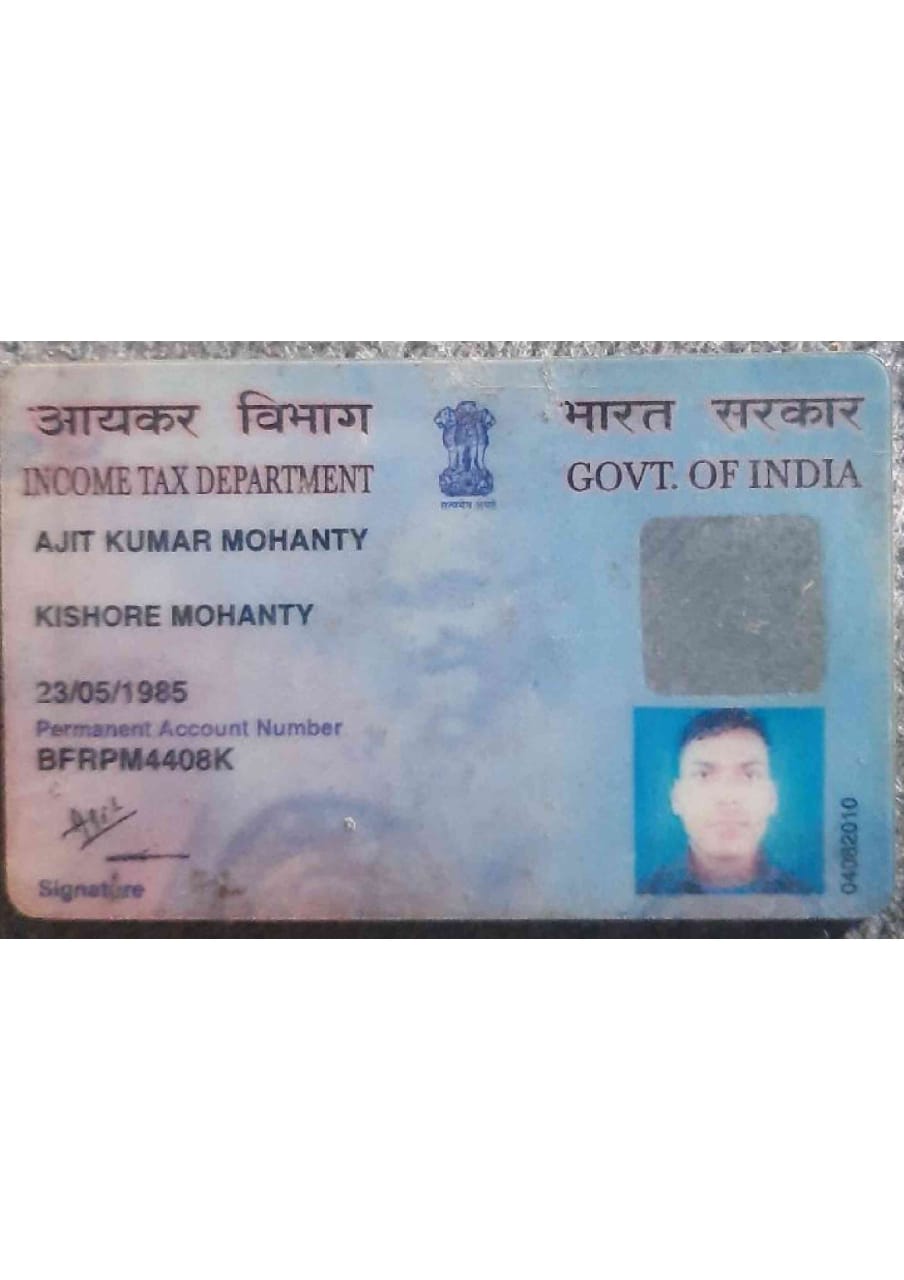 आयकर विभाग
INCOME TAX DEPARTMENT
भारत सरकार
GOVT. OF INDIA
सत्यमेव जयते
AJIT KUMAR MOHANTY
KISHORE MOHANTY
23/05/1985
Permanent Account Number
BFRPM4408K
Ajit
Signature
04082010